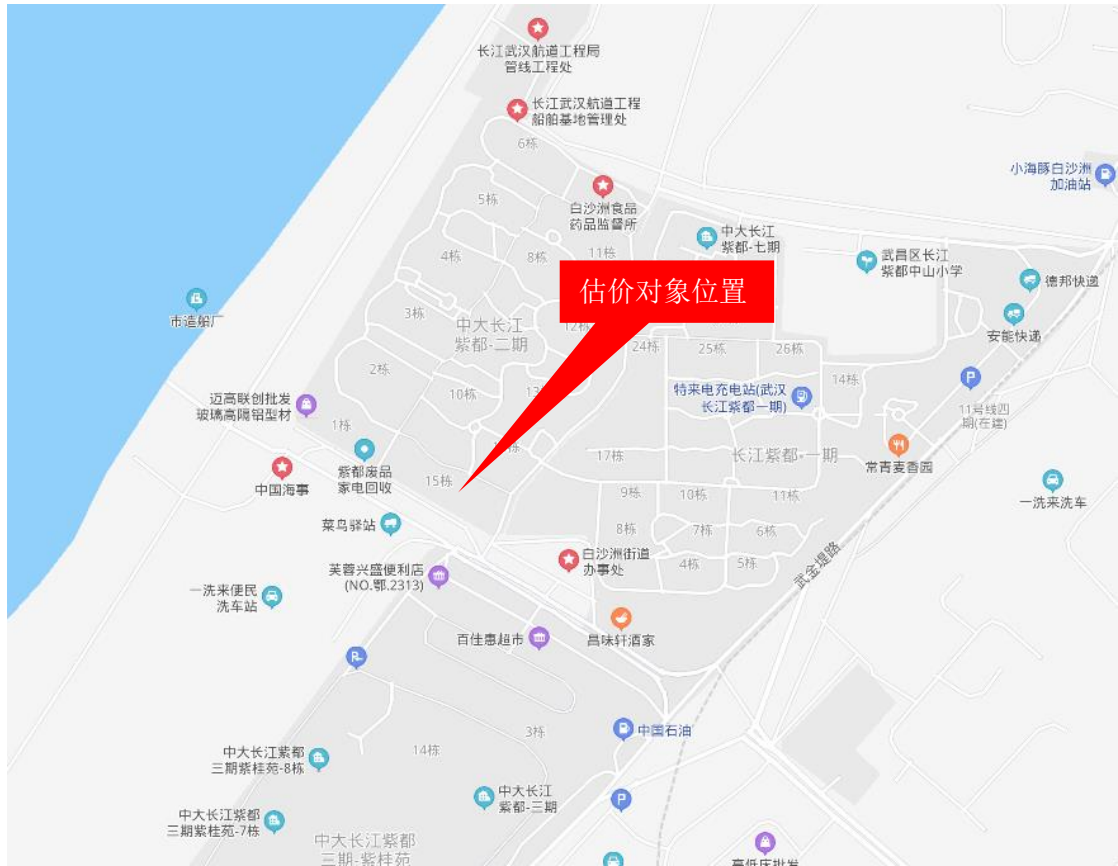 长江武汉航道工程局
管线工程处
长江武汉航道工程
船舶基地管理处
6栋
小海豚白沙洲
加油站
5栋
白沙洲食品
药品监督所
中大长江
紫都-七期
4栋
8栋
11栋
武昌区长江
紫都中山小学
德邦快递
估价对象位置
市造船厂
3栋
中大长江
紫都-二期
安能快递
24栋
25栋
26栋
2栋
14栋
10栋
特来电充电站(武汉
长江紫都一期)
迈高联创批发
玻璃高隔铝型材
11号线四
期(在建)
1栋
紫都废品
家电回收
17栋
长江紫都-一期
常青麦香园
中国海事
15栋
9栋
10栋
11栋
一洗来洗车
菜鸟驿站
8栋
7栋
6栋
白沙洲街道
办事处
4栋
5栋
武金堤路
芙蓉兴盛便利店
(NO.鄂.2313)
一洗来便民
洗车站
百佳惠超市
昌味轩酒家
3栋
中国石油
14栋
中大长江紫都
三期紫桂苑-8栋
中大长江
紫都-三期
中大长江紫都
三期紫桂苑-7栋
中大长江紫都
三期-紫桂苑